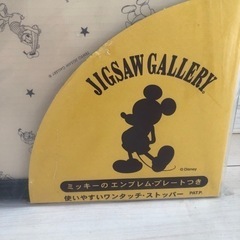 JIGSAW GALLERY
© Disney
ミッキーの エンブレム・プレートつき
使いやすいワンタッチ・ストッパー PAT.P.